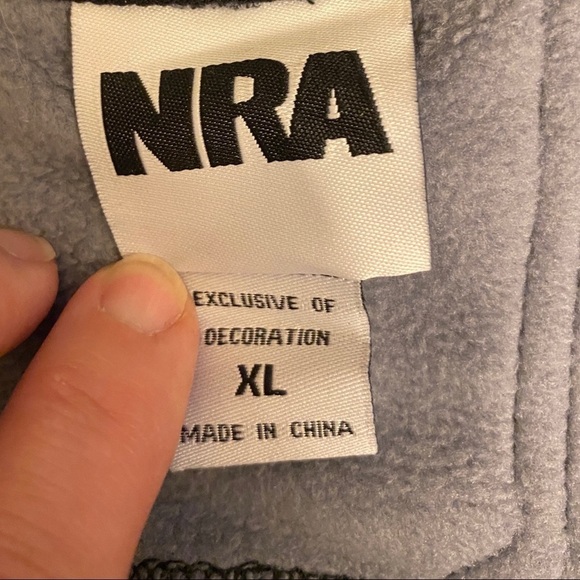 NRA
EXCLUSIVE OF
DECORATION
XL
MADE IN CHINA